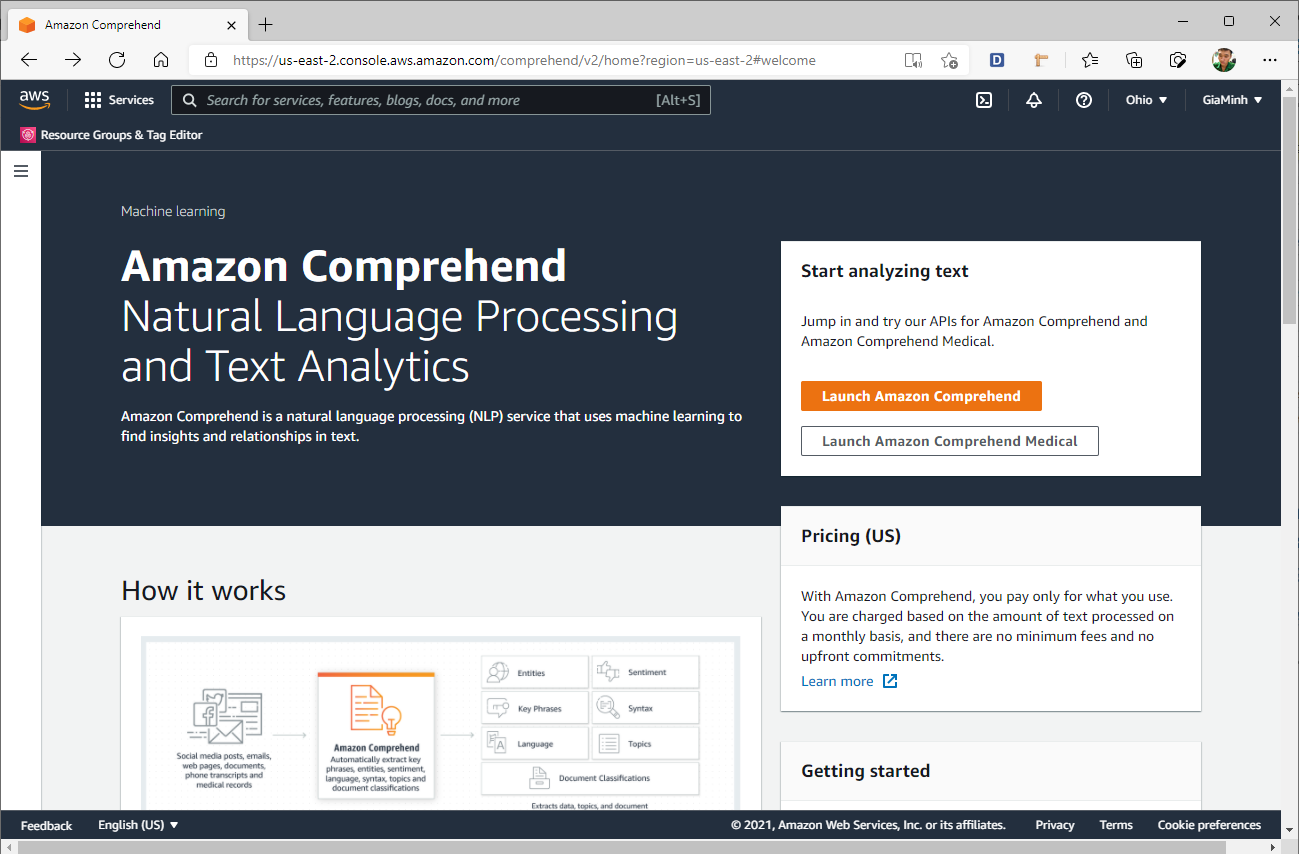 Amazon Comprehend
https://us-east-2.console.aws.amazon.com/comprehend/v2/home?region=us-east-2#welcome
aws
Services
Search for services, features, blogs, docs, and more
[Alt+S]
Ohio
GiaMinh
Resource Groups & Tag Editor
Machine learning
Amazon Comprehend
Natural Language Processing
and Text Analytics
Amazon Comprehend is a natural language processing (NLP) service that uses machine learning to
find insights and relationships in text.
Start analyzing text
Jump in and try our APIs for Amazon Comprehend and
Amazon Comprehend Medical.
Launch Amazon Comprehend
Launch Amazon Comprehend Medical
Pricing (US)
With Amazon Comprehend, you pay only for what you use.
You are charged based on the amount of text processed on
a monthly basis, and there are no minimum fees and no
upfront commitments.
Learn more
Getting started
How it works
Social media posts, emails,
web pages, documents,
phone transcripts and
medical records
Amazon Comprehend
Automatically extract key
phrases, entities, sentiment,
language, syntax, topics and
document classifications
Entities
Sentiment
Key Phrases
Syntax
Language
Topics
Document Classifications
Extracts data, topics, and document
Feedback
English (US)
© 2021, Amazon Web Services, Inc. or its affiliates.
Privacy
Terms
Cookie preferences